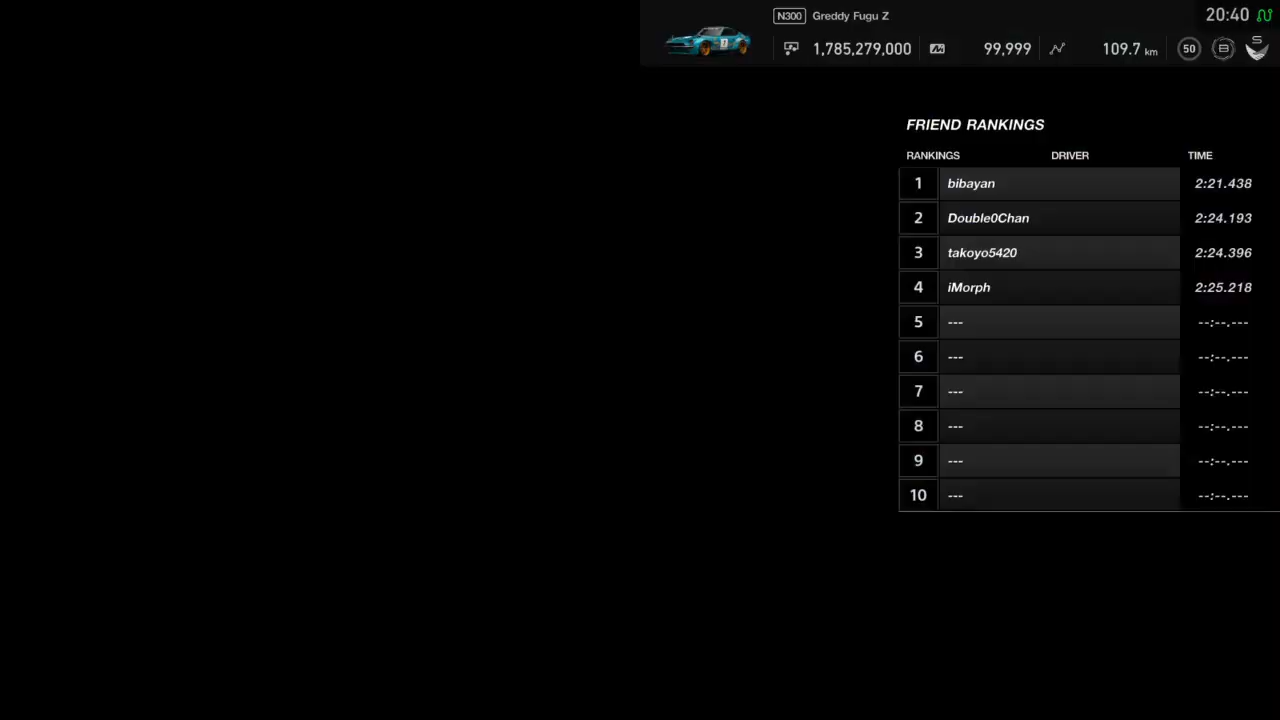 N300 Greddy Fugu Z 20:40
1,785,279,000 99,999 109.7 km 50 B S
FRIEND RANKINGS
RANKINGS DRIVER TIME
1 bibayan 2:21.438
2 Double0Chan 2:24.193
3 takoyo5420 2:24.396
4 iMorph 2:25.218
5 --- --:--.---
6 --- --:--.---
7 --- --:--.---
8 --- --:--.---
9 --- --:--.---
10 --- --:--.---